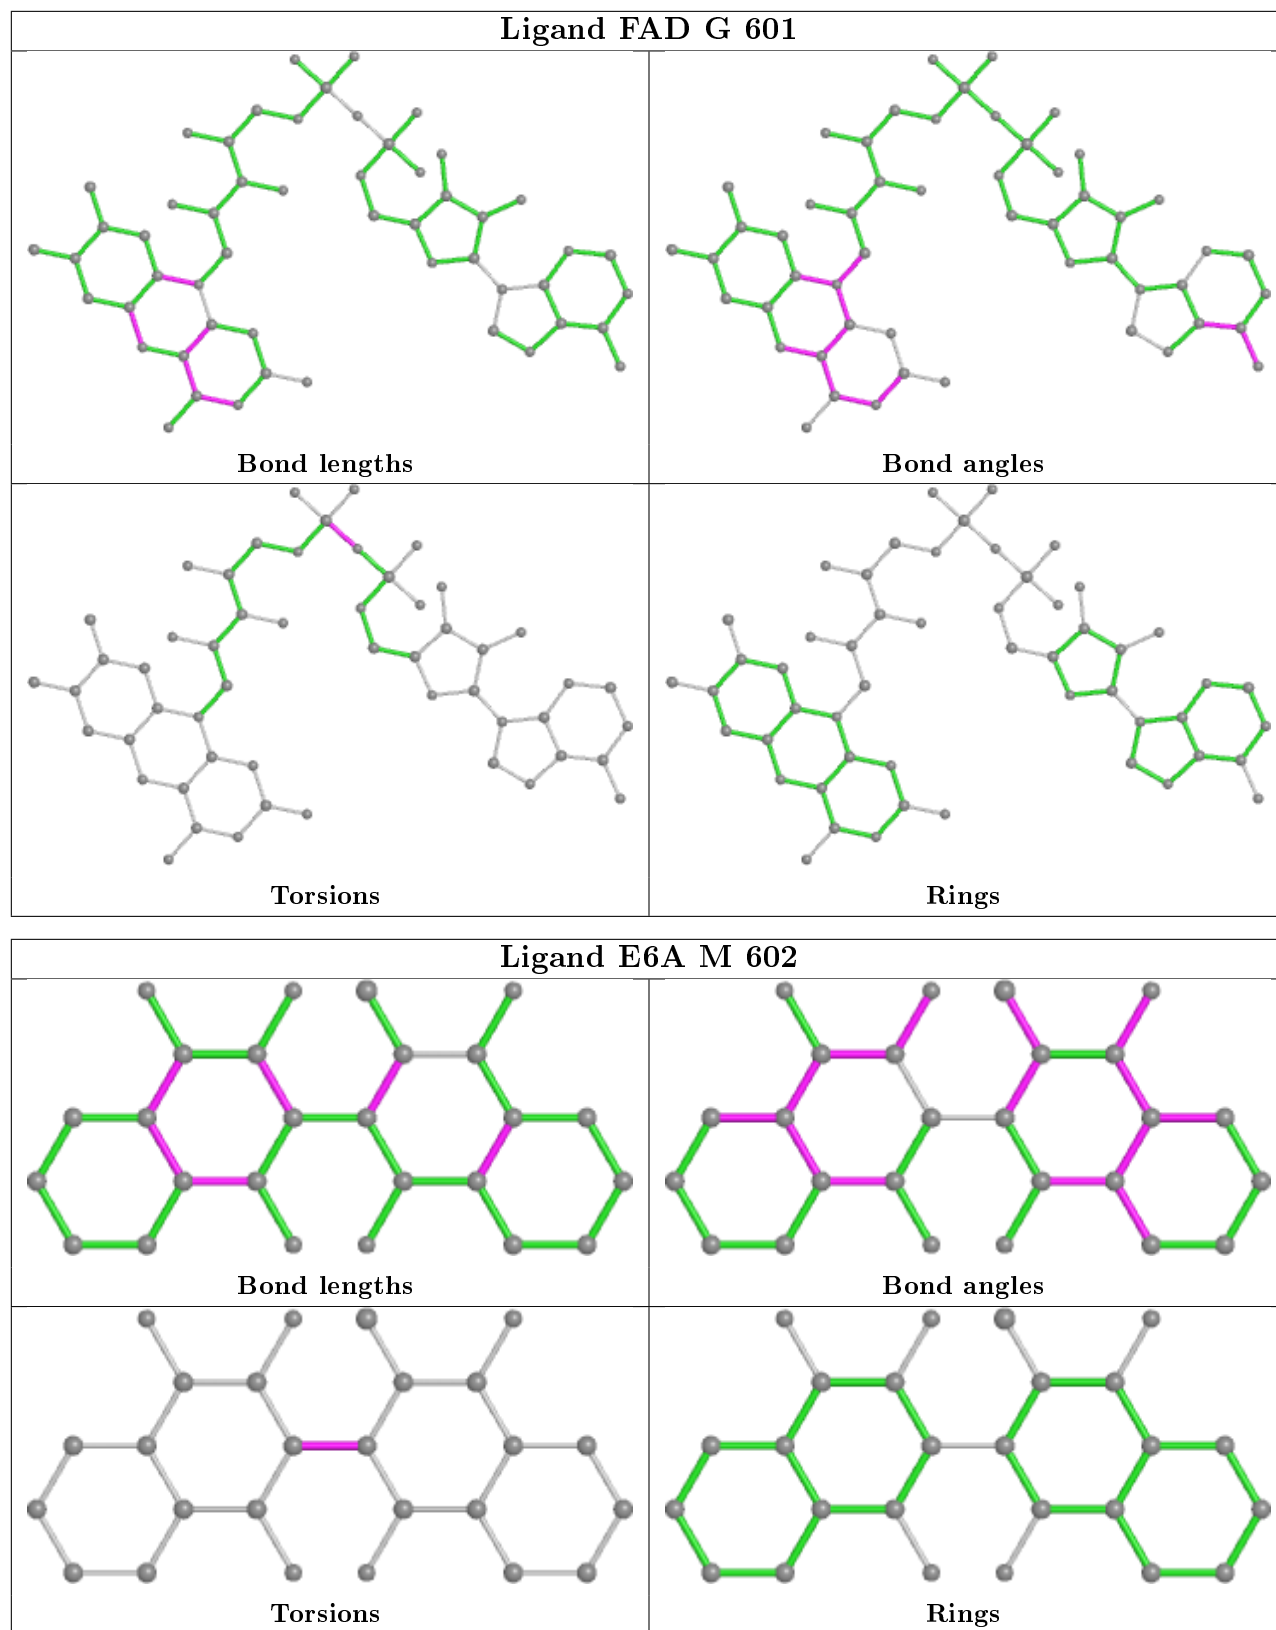 Ligand FAD G 601
Bond lengths
Bond angles
Torsions
Rings
Ligand E6A M 602
Bond lengths
Bond angles
Torsions
Rings